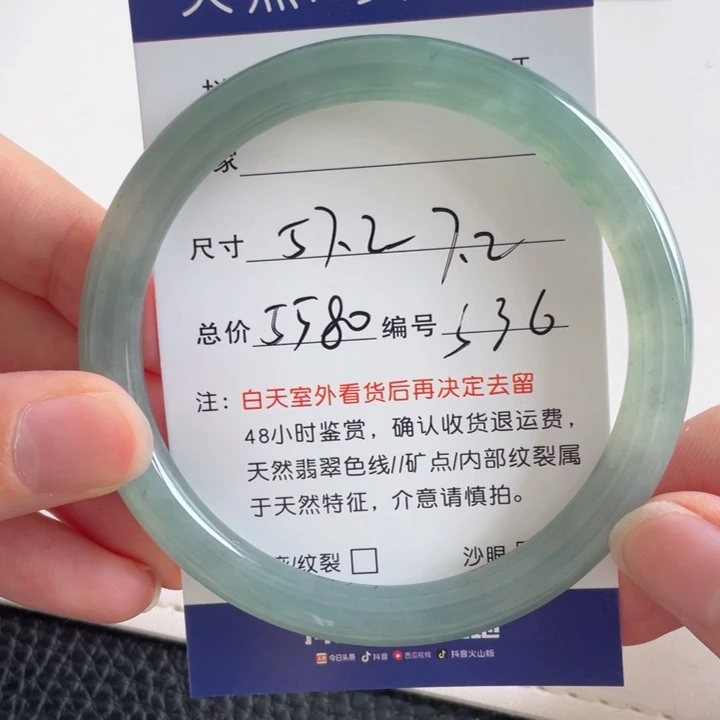 天然
家
尺寸 57.2 7.2
总价 5580 编号 536
注：白天室外看货后再决定去留
48小时鉴赏，确认收货退运费，
天然翡翠色线//矿点/内部纹裂属
于天然特征，介意请慎拍。
/纹裂 □ 沙眼
今日头条 抖音 西瓜视频 抖音火山版